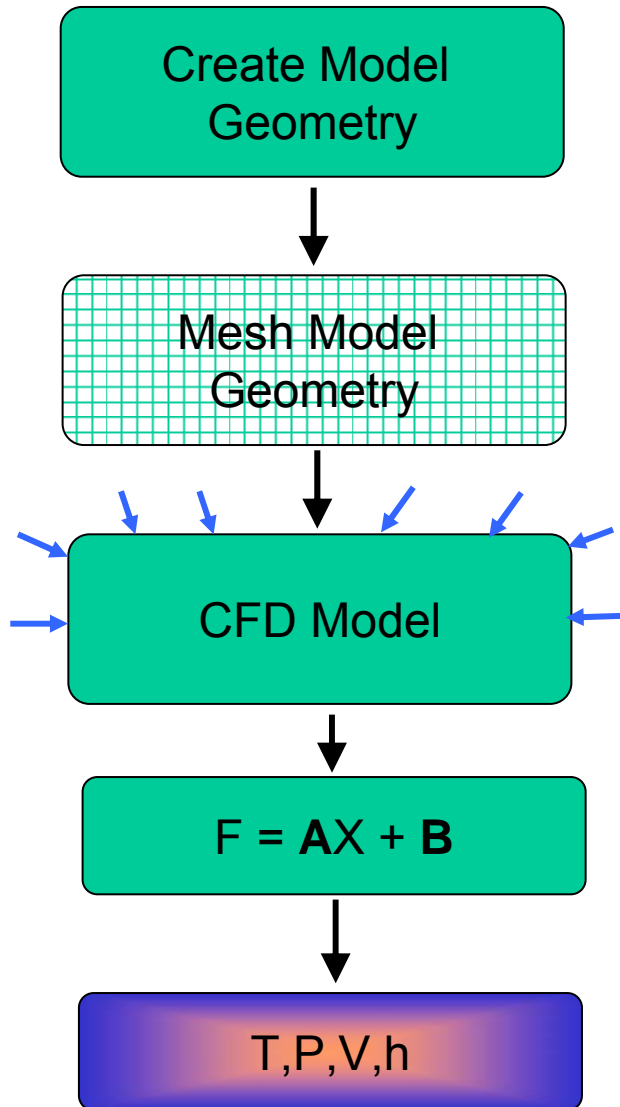 Create Model
Geometry
Mesh Model
Geometry
CFD Model
F = AX + B
T,P,V,h